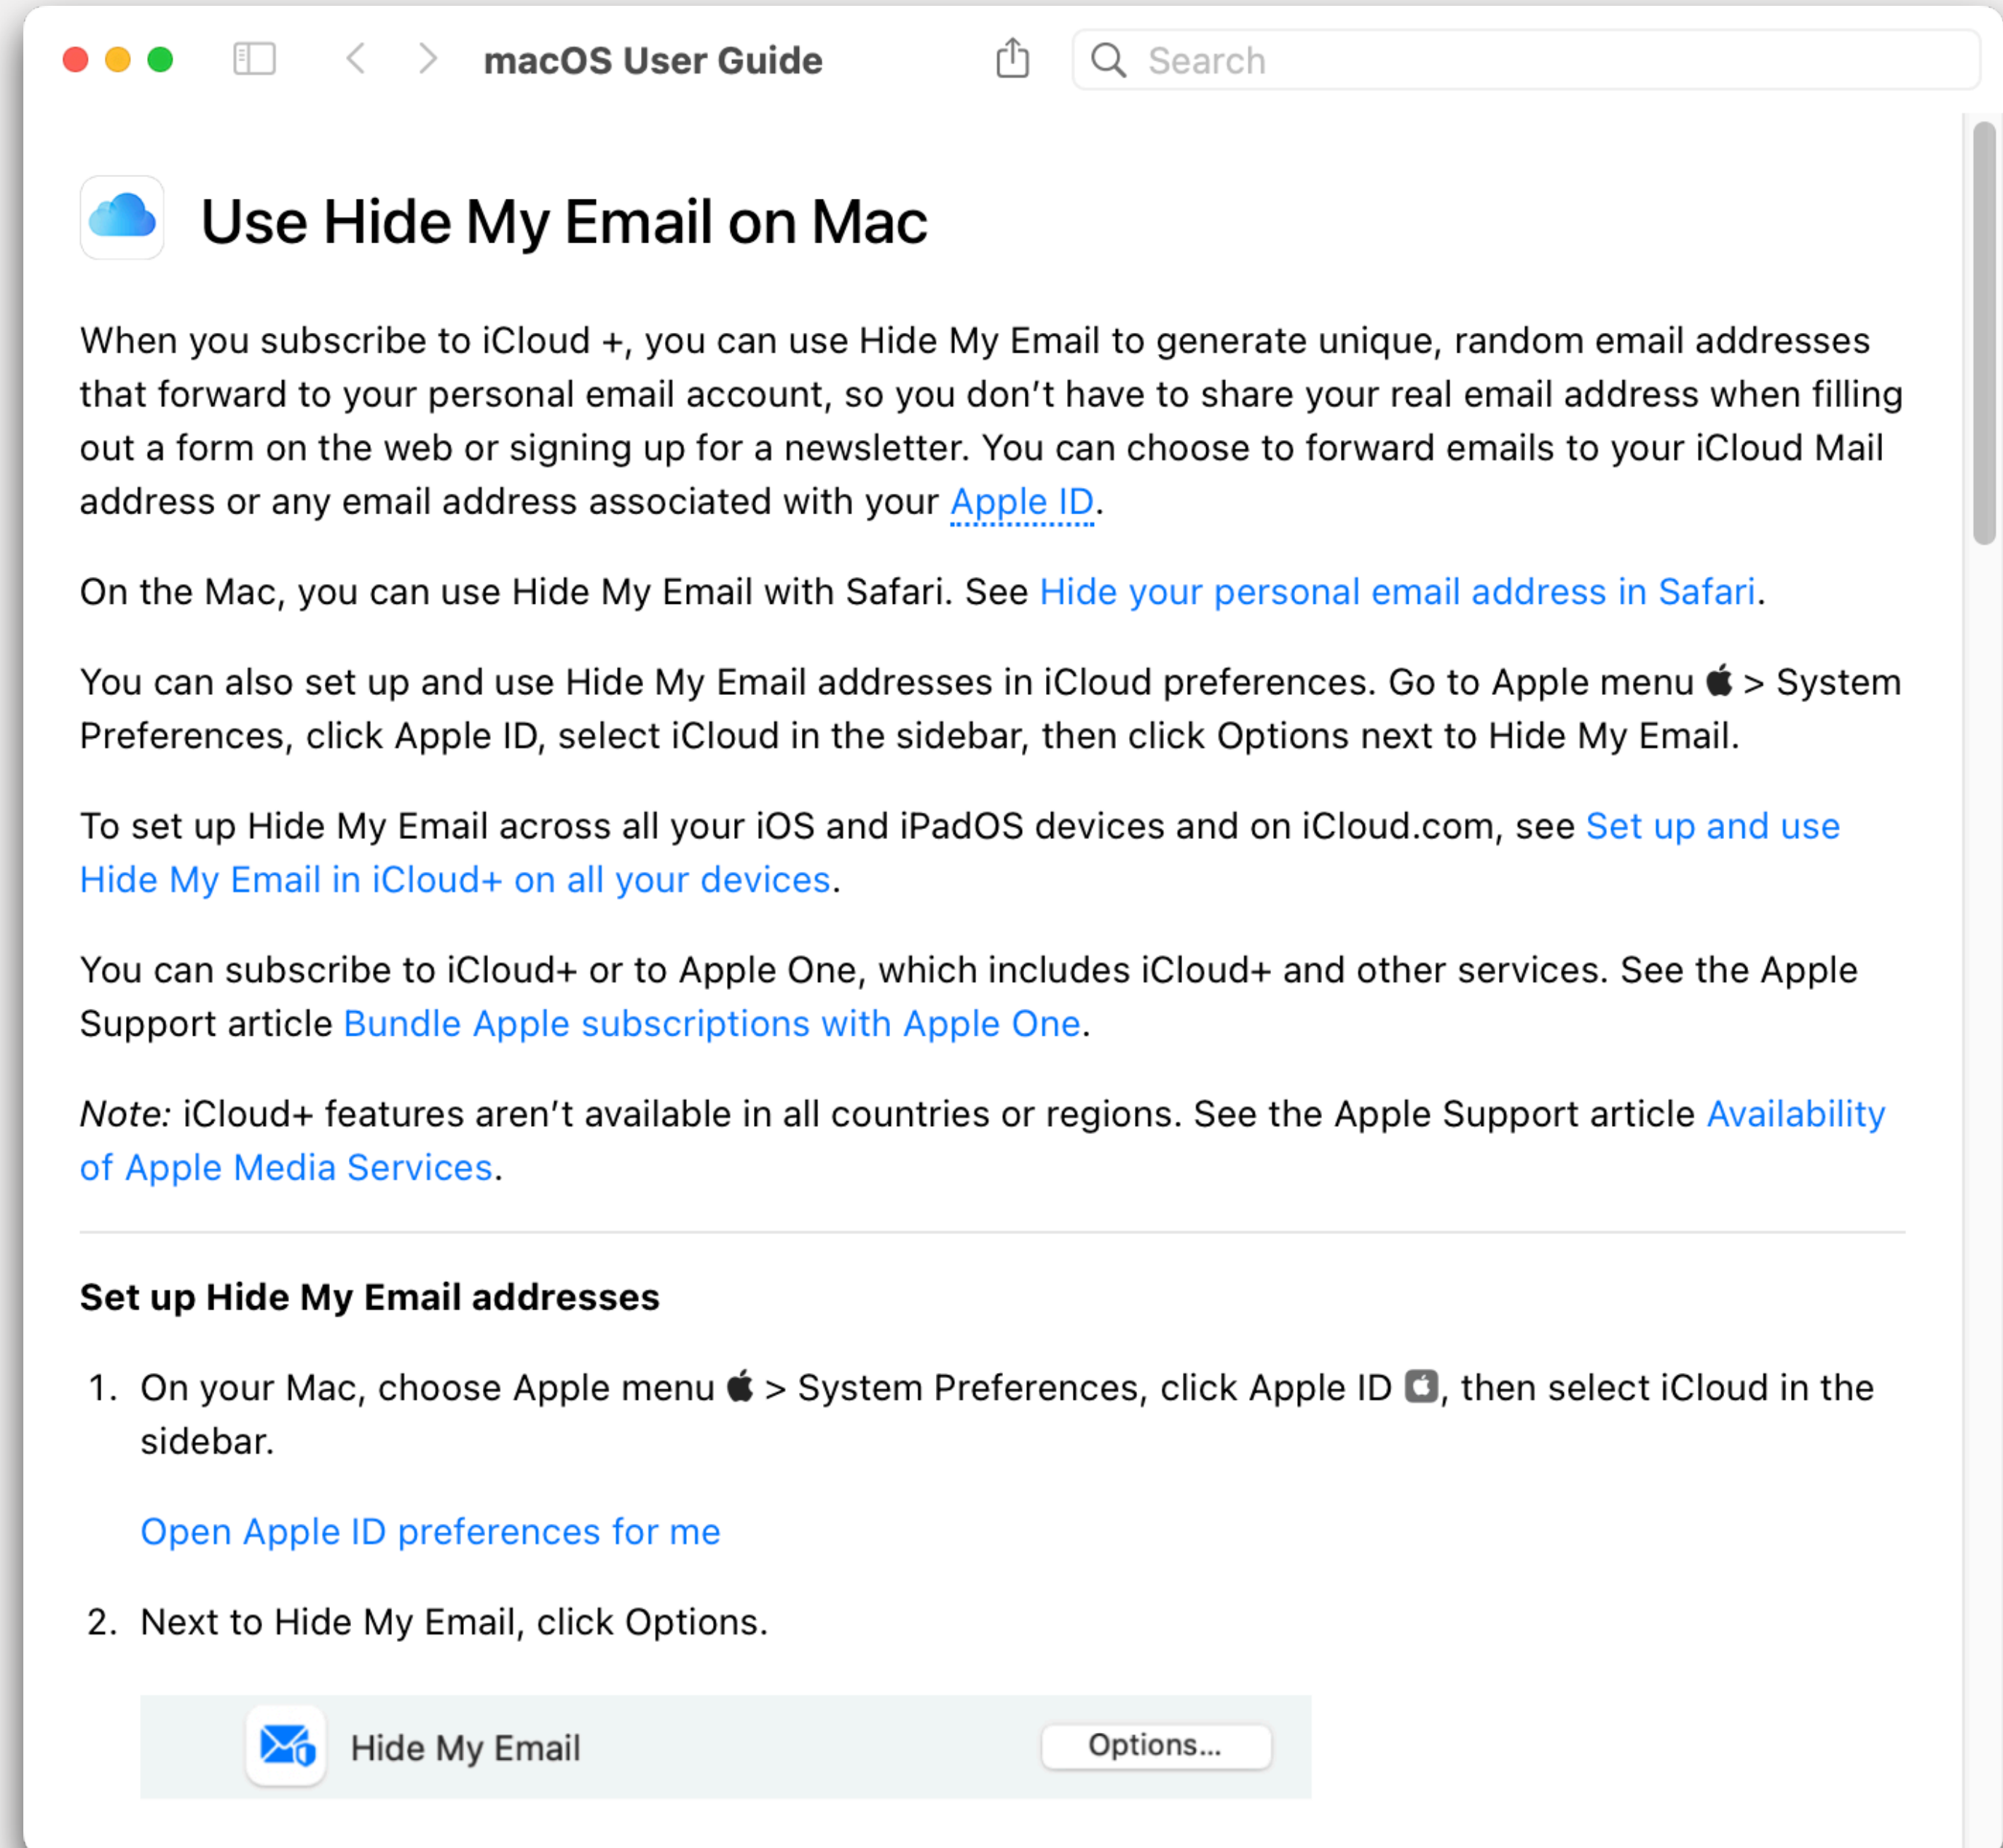 macOS User Guide
Search
Use Hide My Email on Mac
When you subscribe to iCloud +, you can use Hide My Email to generate unique, random email addresses
that forward to your personal email account, so you don’t have to share your real email address when filling
out a form on the web or signing up for a newsletter. You can choose to forward emails to your iCloud Mail
address or any email address associated with your Apple ID.
On the Mac, you can use Hide My Email with Safari. See Hide your personal email address in Safari.
You can also set up and use Hide My Email addresses in iCloud preferences. Go to Apple menu > System
Preferences, click Apple ID, select iCloud in the sidebar, then click Options next to Hide My Email.
To set up Hide My Email across all your iOS and iPadOS devices and on iCloud.com, see Set up and use
Hide My Email in iCloud+ on all your devices.
You can subscribe to iCloud+ or to Apple One, which includes iCloud+ and other services. See the Apple
Support article Bundle Apple subscriptions with Apple One.
Note: iCloud+ features aren’t available in all countries or regions. See the Apple Support article Availability
of Apple Media Services.
Set up Hide My Email addresses
1. On your Mac, choose Apple menu > System Preferences, click Apple ID , then select iCloud in the
sidebar.
Open Apple ID preferences for me
2. Next to Hide My Email, click Options.
Hide My Email Options...